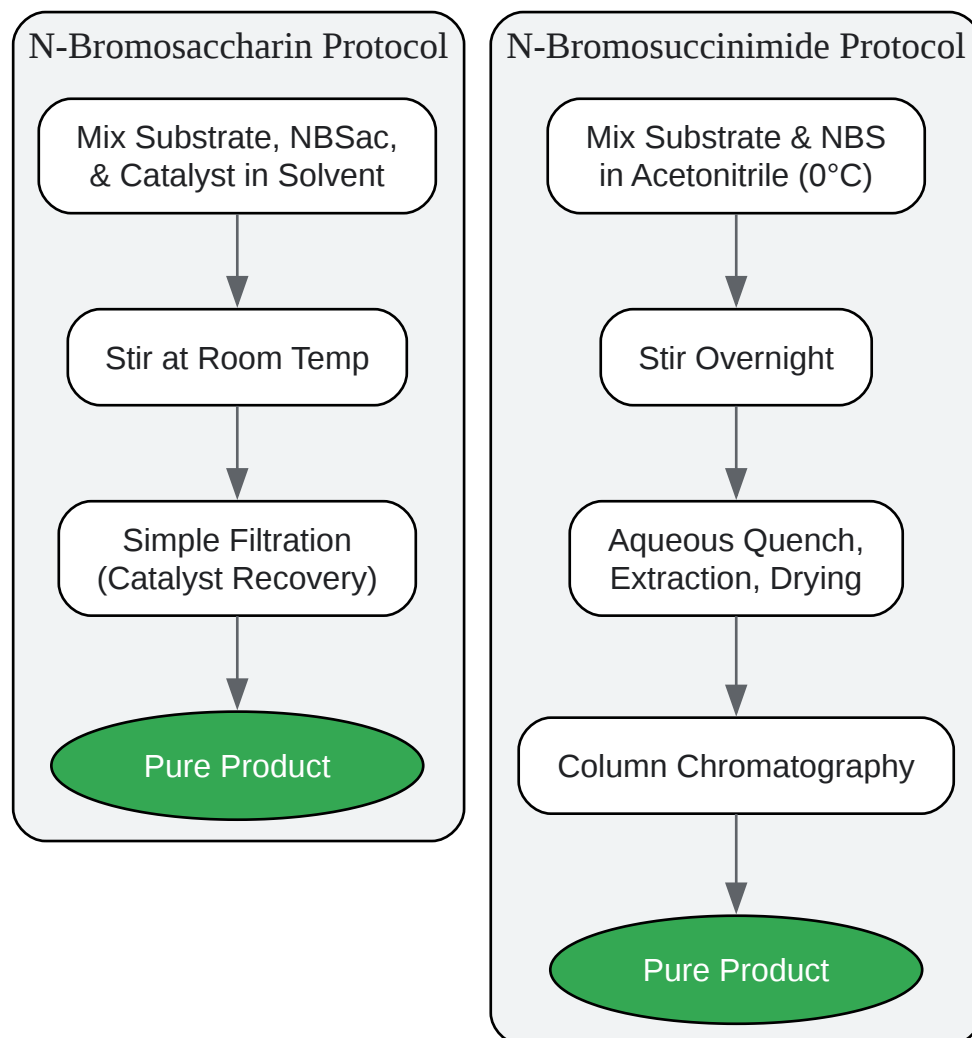 N-Bromosaccharin Protocol
Mix Substrate, NBSac,
& Catalyst in Solvent
Stir at Room Temp
Simple Filtration
(Catalyst Recovery)
Pure Product
N-Bromosuccinimide Protocol
Mix Substrate & NBS
in Acetonitrile (0°C)
Stir Overnight
Aqueous Quench,
Extraction, Drying
Column Chromatography
Pure Product